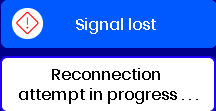 Signal lost
Reconnection
attempt in progress...